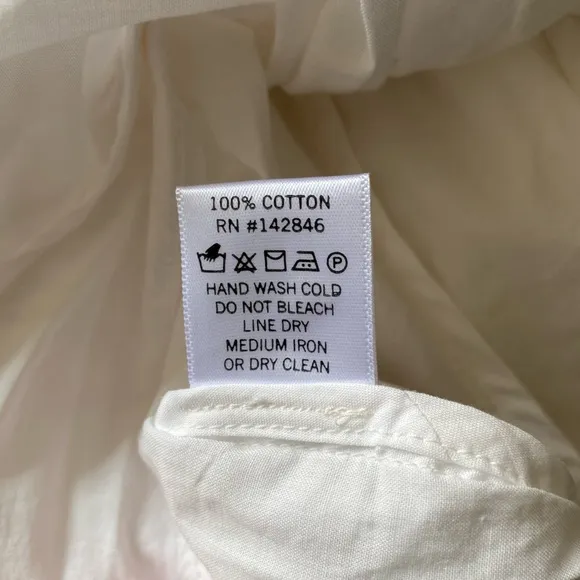 100% COTTON
RN #142846
P
HAND WASH COLD
DO NOT BLEACH
LINE DRY
MEDIUM IRON
OR DRY CLEAN